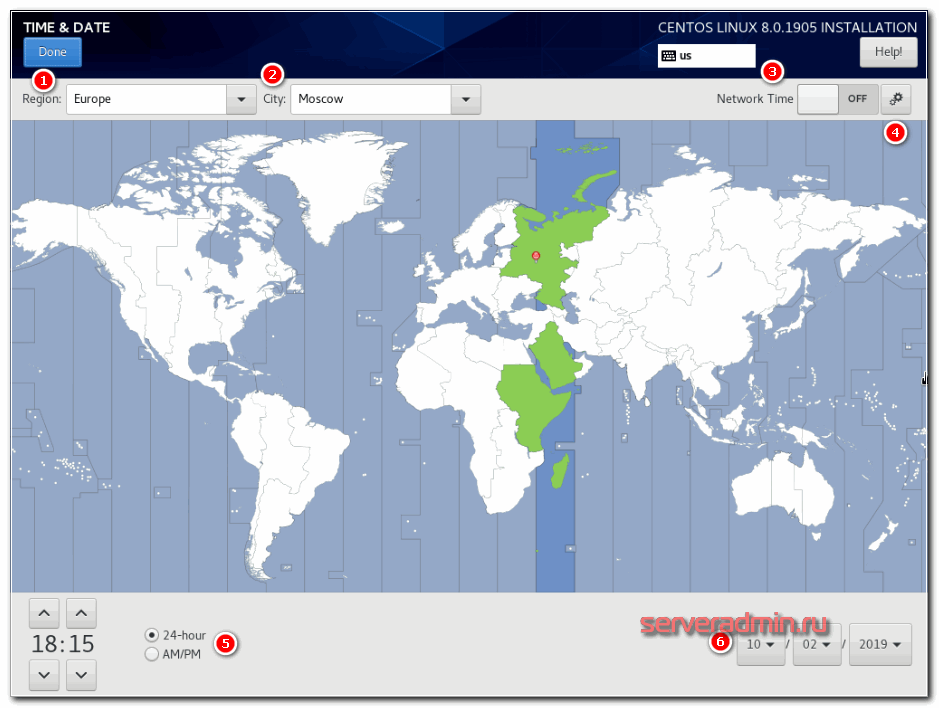 TIME & DATE
CENTOS LINUX 8.0.1905 INSTALLATION
Done
us
Help!
1
2
3
Region:
Europe
City:
Moscow
Network Time
OFF
4
18:15
24-hour
AM/PM
5
serveradmin.ru
6
10 / 02 / 2019